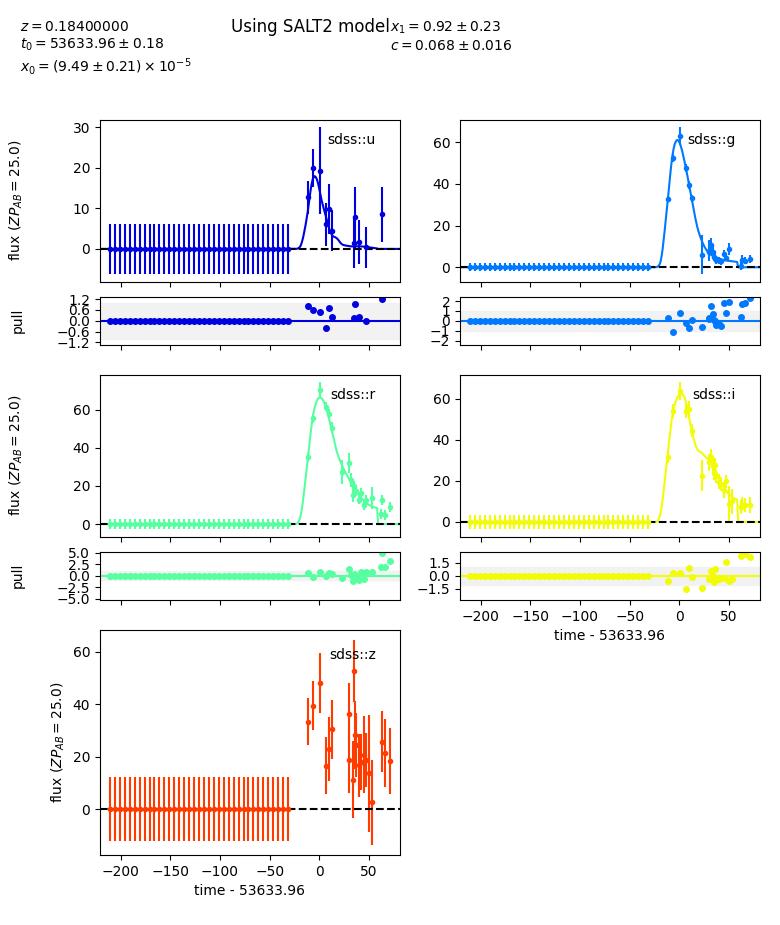 Using SALT2 model
z = 0.18400000
t₀ = 53633.96 ± 0.18
x₀ = (9.49 ± 0.21) × 10⁻⁵
x₁ = 0.92 ± 0.23
c = 0.068 ± 0.016
flux (ZP_AB = 25.0)
30
20
10
0
sdss::u
60
40
20
0
sdss::g
pull
1.2
0.6
0.0
−0.6
−1.2
2
1
0
−1
−2
flux (ZP_AB = 25.0)
60
40
20
0
sdss::r
60
40
20
0
sdss::i
pull
5.0
2.5
0.0
−2.5
−5.0
1.5
0.0
−1.5
−200 −150 −100 −50 0 50
time - 53633.96
flux (ZP_AB = 25.0)
60
40
20
0
sdss::z
−200 −150 −100 −50 0 50
time - 53633.96